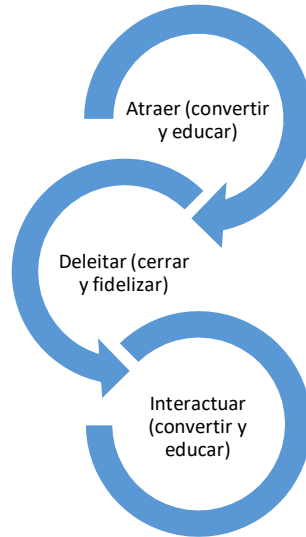 Atraer (convertir
y educar)
Deleitar (cerrar
y fidelizar)
Interactuar
(convertir y
educar)